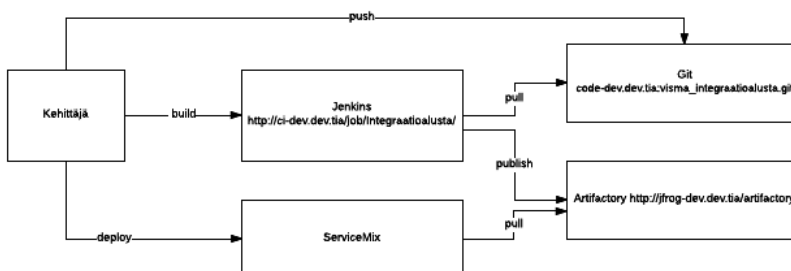 push
Kehittäjä
build
Jenkins
http://ci-dev.dev.tia/job/Integraatioalusta/
pull
Git
code-dev.dev.tia:visma_integraatioalusta.git
publish
Artifactory http://jfrog-dev.dev.tia/artifactory
deploy
ServiceMix
pull